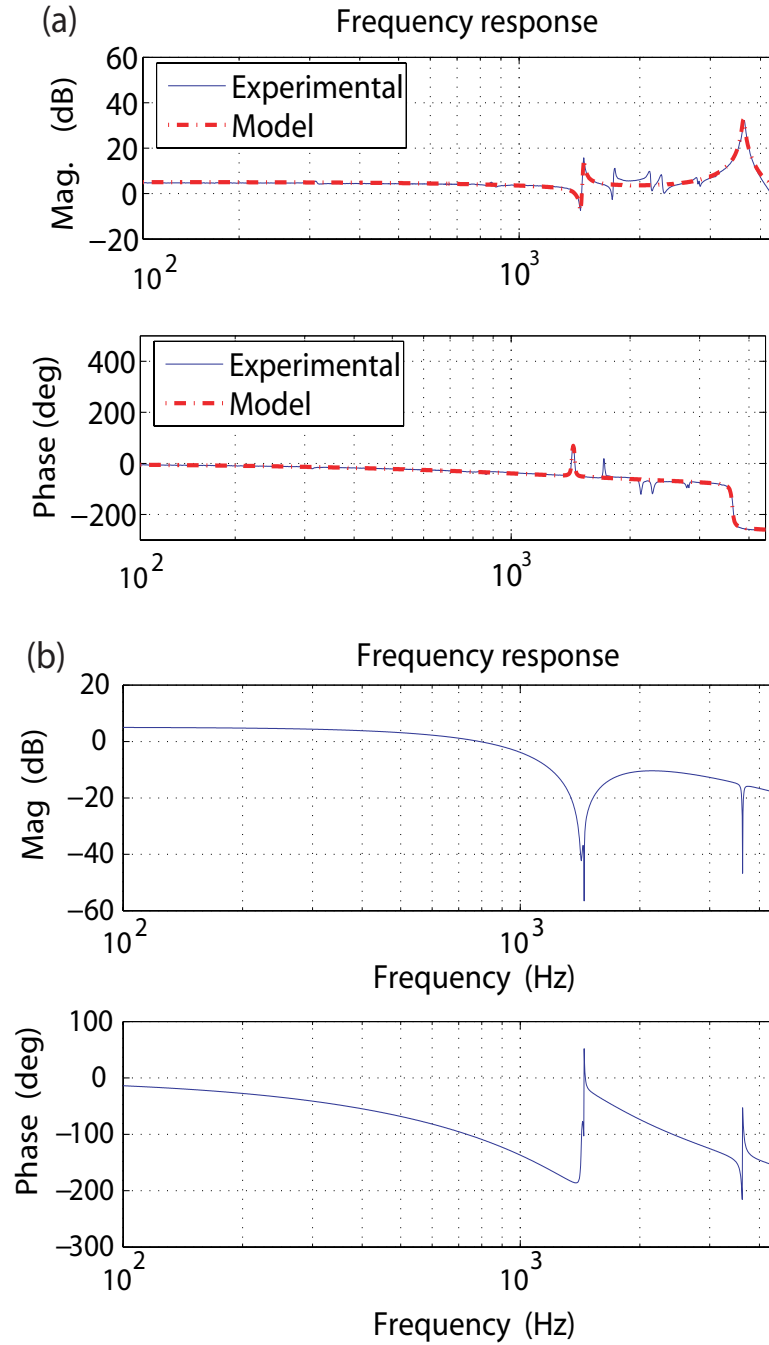 (a)
Frequency response
Mag. (dB)
60
40
20
0
−20
Experimental
Model
10^2
10^3
Phase (deg)
400
200
0
−200
Experimental
Model
10^2
10^3
(b)
Frequency response
Mag (dB)
20
0
−20
−40
−60
10^2
10^3
Frequency (Hz)
Phase (deg)
100
0
−100
−200
−300
10^2
10^3
Frequency (Hz)